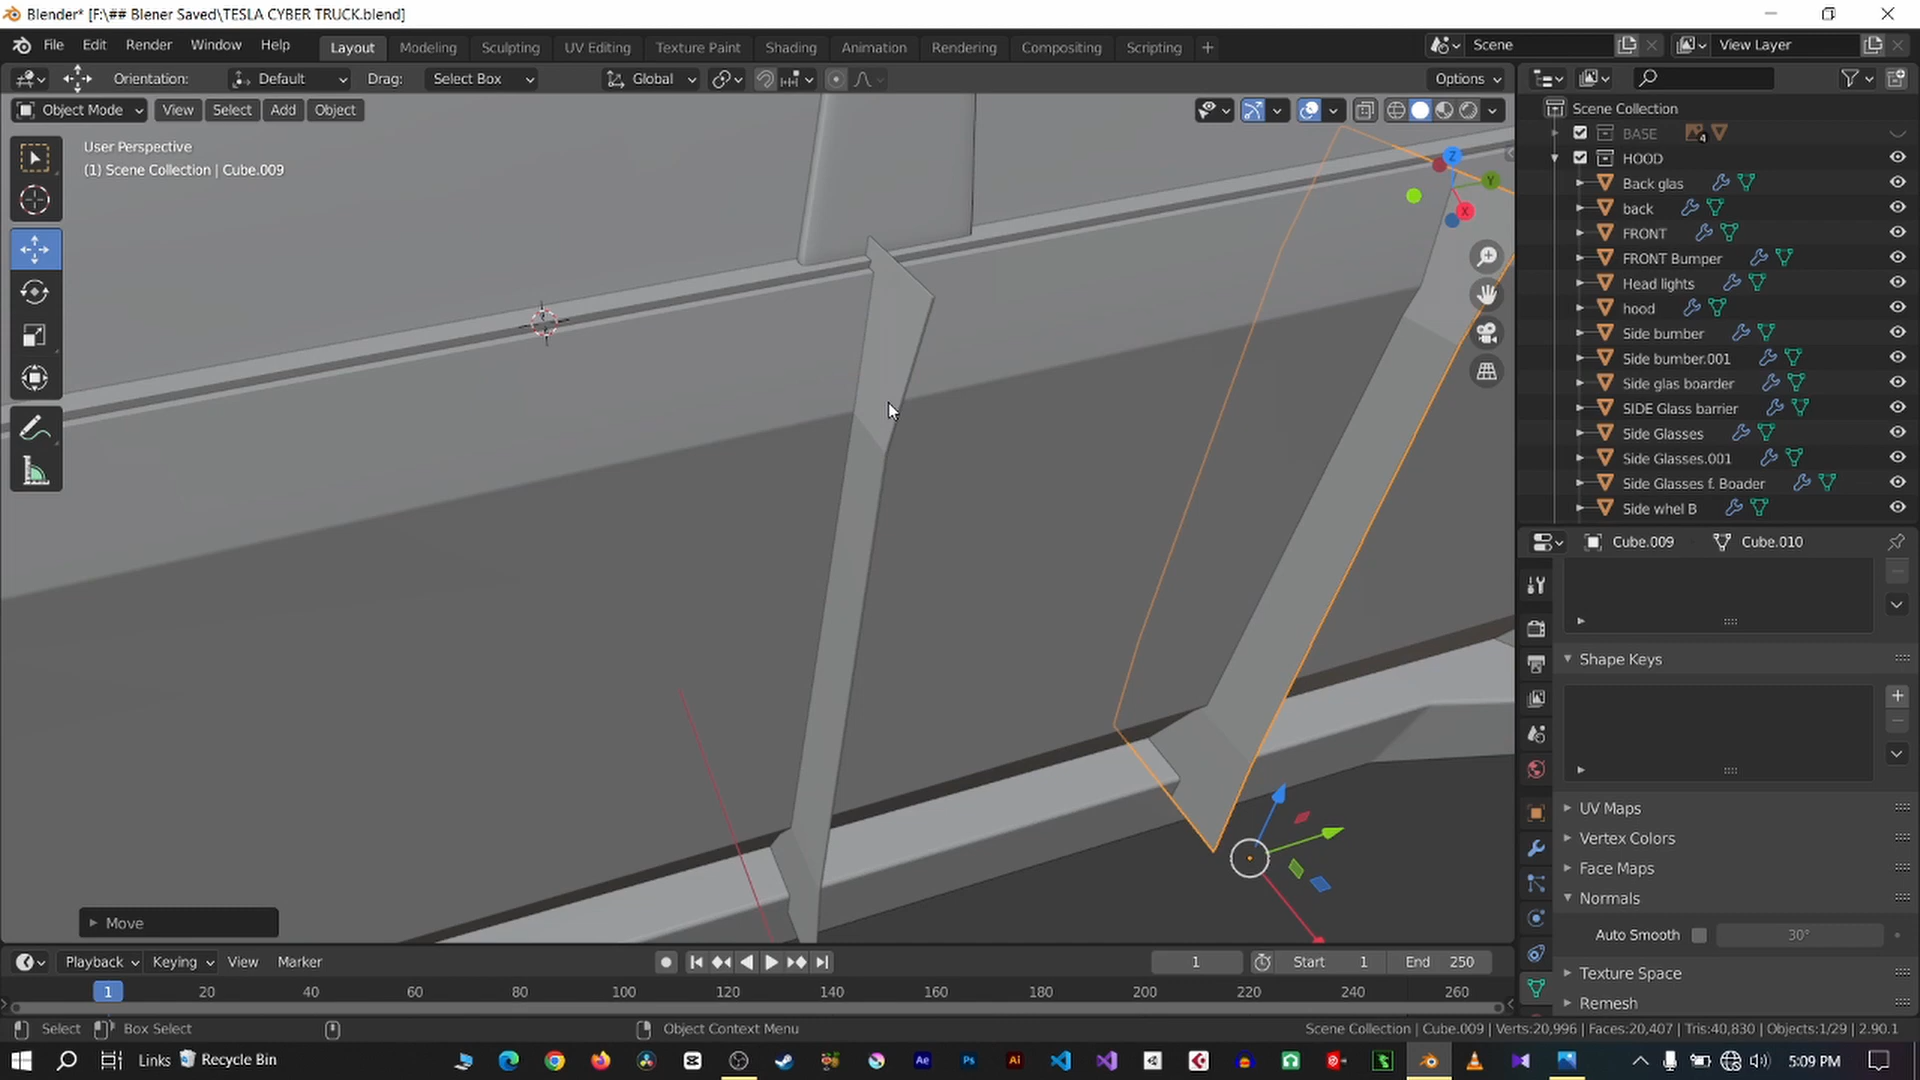 Blender* [F:\## Blener Saved\TESLA CYBER TRUCK.blend]
File Edit Render Window Help
Layout Modeling Sculpting UV Editing Texture Paint Shading Animation Rendering Compositing Scripting +
Scene
View Layer
Orientation: Default Drag: Select Box Global Options
Object Mode View Select Add Object
User Perspective
(1) Scene Collection | Cube.009
Z
Y
X
Scene Collection
BASE 4
HOOD
Back glas
back
FRONT
FRONT Bumper
Head lights
hood
Side bumber
Side bumber.001
Side glas boarder
SIDE Glass barrier
Side Glasses
Side Glasses.001
Side Glasses f. Boader
Side whel B
Cube.009 Cube.010
Shape Keys
UV Maps
Vertex Colors
Face Maps
Normals
Auto Smooth 30°
Texture Space
Remesh
Move
Playback Keying View Marker
1 Start 1 End 250
1 20 40 60 80 100 120 140 160 180 200 220 240 260
Select Box Select Object Context Menu
Scene Collection | Cube.009 | Verts:20,996 | Faces:20,407 | Tris:40,830 | Objects:1/29 | 2.90.1
Links Recycle Bin
Ae Ps Ai
5:09 PM